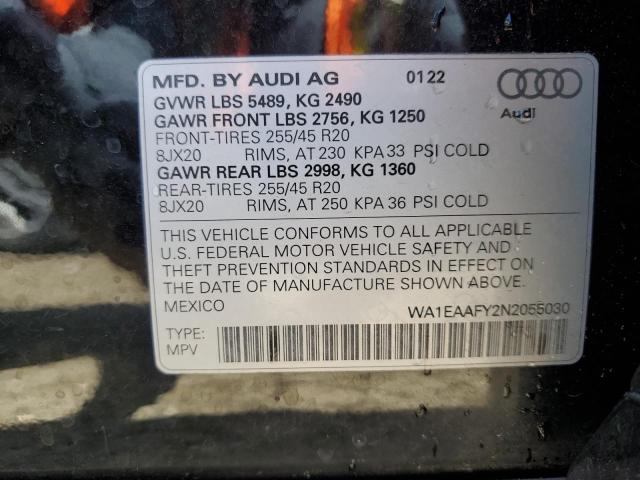 MFD. BY AUDI AG 01 22
GVWR LBS 5489, KG 2490
GAWR FRONT LBS 2756, KG 1250
FRONT-TIRES 255/45 R20
8JX20 RIMS, AT 230 KPA 33 PSI COLD
GAWR REAR LBS 2998, KG 1360
REAR-TIRES 255/45 R20
8JX20 RIMS, AT 250 KPA 36 PSI COLD
Audi
THIS VEHICLE CONFORMS TO ALL APPLICABLE
U.S. FEDERAL MOTOR VEHICLE SAFETY AND
THEFT PREVENTION STANDARDS IN EFFECT ON
THE DATE OF MANUFACTURE SHOWN ABOVE.
MEXICO WA1EAAFY2N2055030
TYPE:
MPV